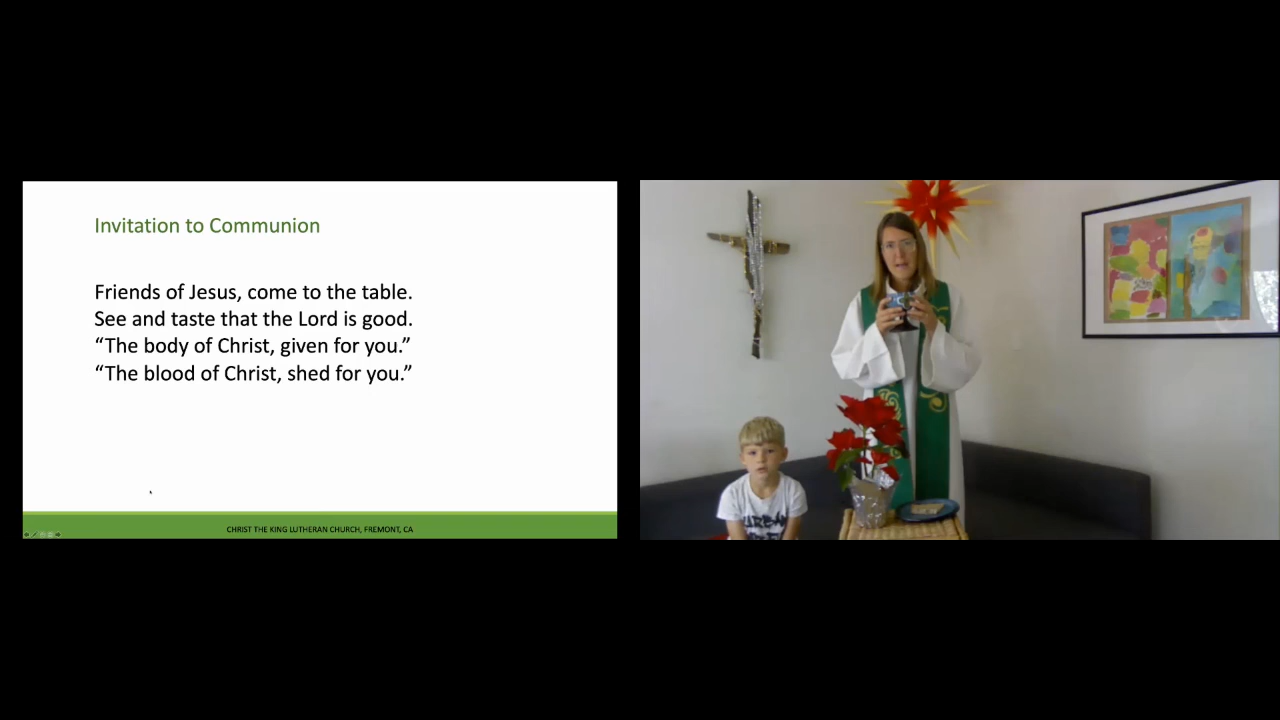 Invitation to Communion
Friends of Jesus, come to the table.
See and taste that the Lord is good.
“The body of Christ, given for you.”
“The blood of Christ, shed for you.”
CHRIST THE KING LUTHERAN CHURCH, FREMONT, CA
URBAN